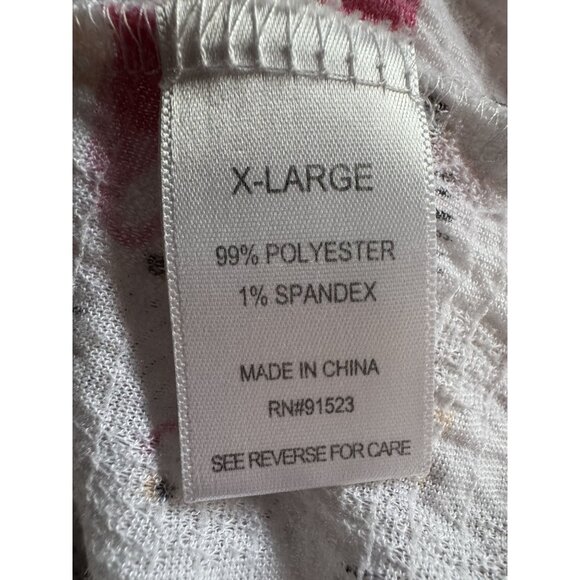 X-LARGE
99% POLYESTER
1% SPANDEX
MADE IN CHINA
RN#91523
SEE REVERSE FOR CARE